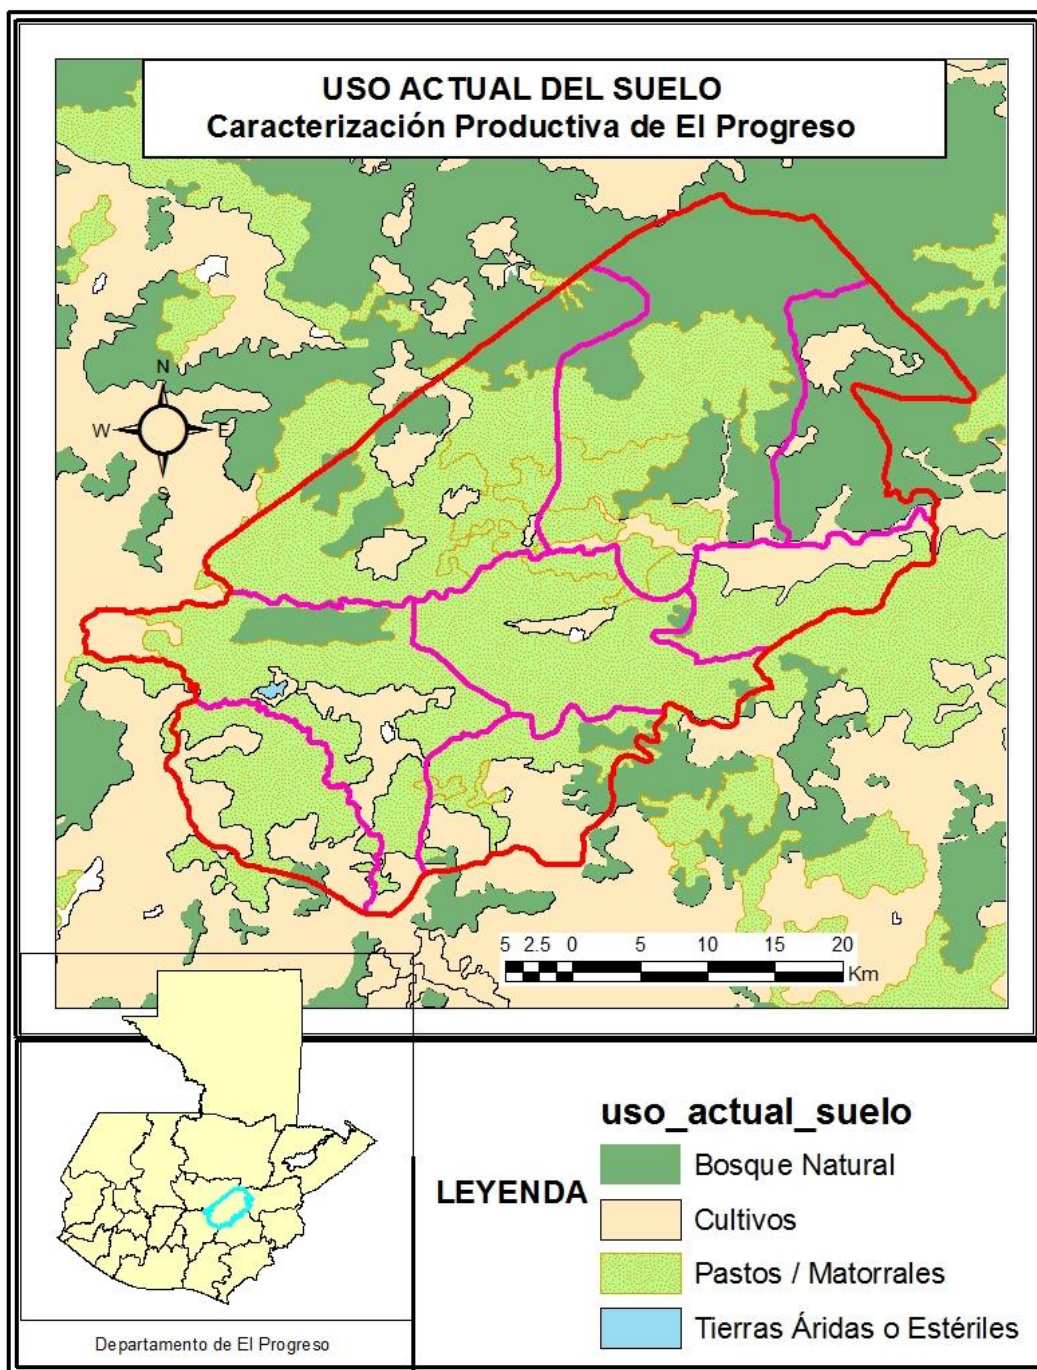 USO ACTUAL DEL SUELO
Caracterización Productiva de El Progreso
N
W E
S
5 2.5 0 5 10 15 20
Km
Departamento de El Progreso
LEYENDA
uso_actual_suelo
Bosque Natural
Cultivos
Pastos / Matorrales
Tierras Áridas o Estériles